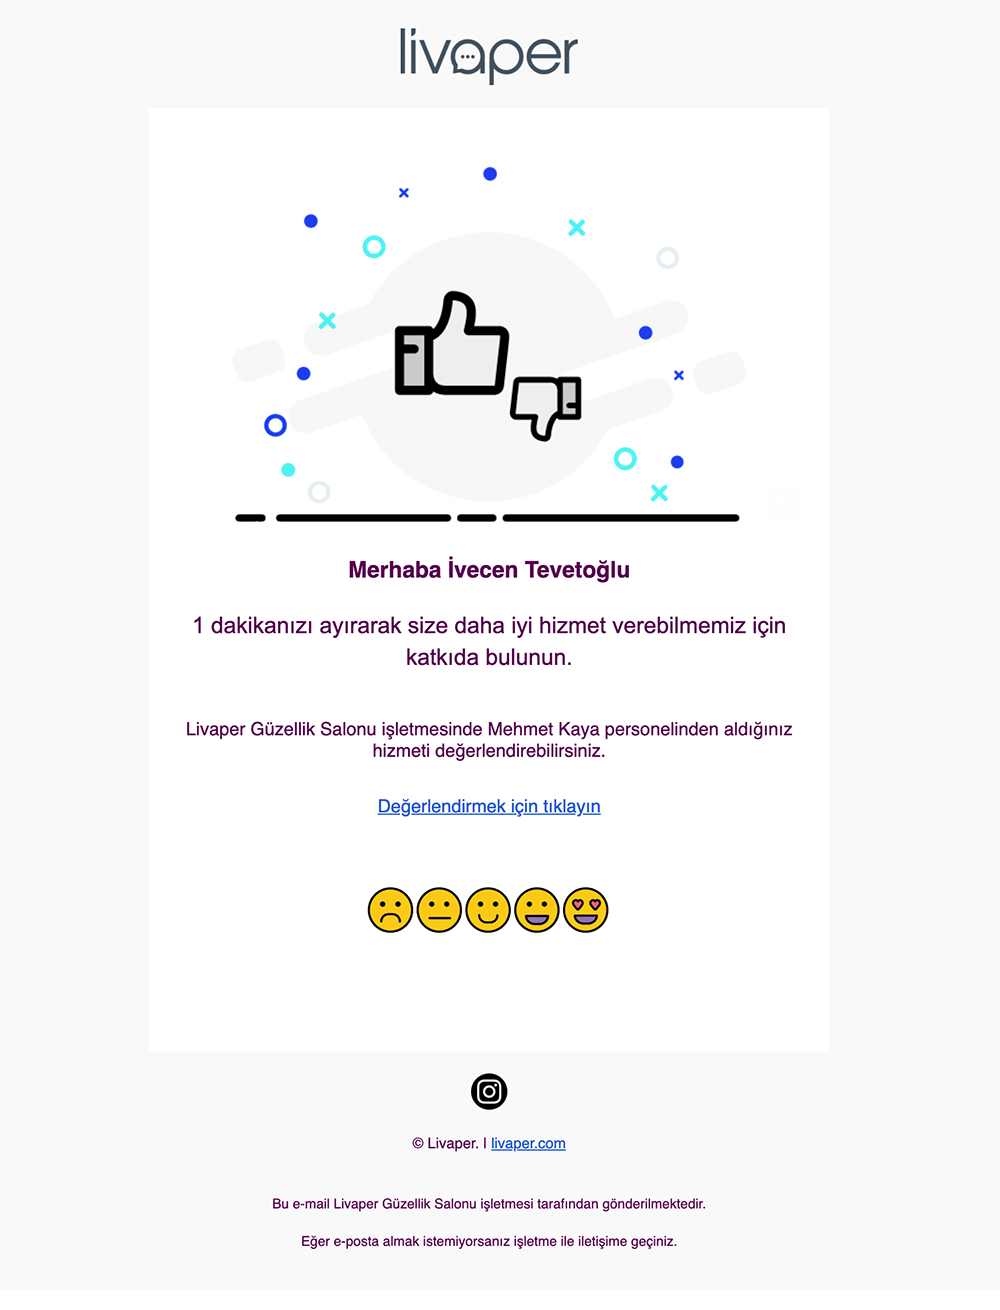 livaper
Merhaba İvecen Tevetoğlu
1 dakikanızı ayırarak size daha iyi hizmet verebilmemiz için
katkıda bulunun.
Livaper Güzellik Salonu işletmesinde Mehmet Kaya personelinden aldığınız
hizmeti değerlendirebilirsiniz.
Değerlendirmek için tıklayın
© Livaper. | livaper.com
Bu e-mail Livaper Güzellik Salonu işletmesi tarafından gönderilmektedir.
Eğer e-posta almak istemiyorsanız işletme ile iletişime geçiniz.